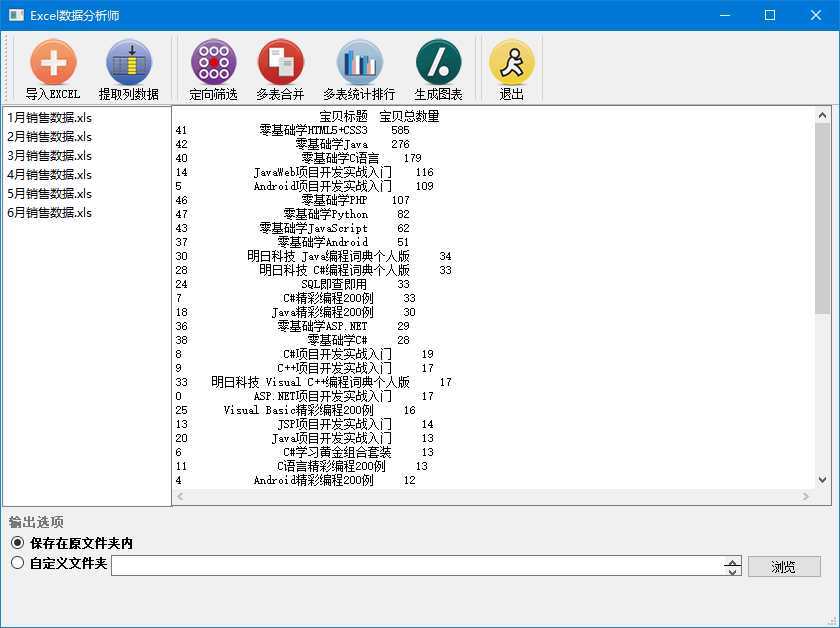 Excel数据分析师
导入EXCEL 提取列数据 定向筛选 多表合并 多表统计排行 生成图表 退出
1月销售数据.xls
2月销售数据.xls
3月销售数据.xls
4月销售数据.xls
5月销售数据.xls
6月销售数据.xls
宝贝标题 宝贝总数量
41 零基础学HTML5+CSS3 585
42 零基础学Java 276
40 零基础学C语言 179
14 JavaWeb项目开发实战入门 116
5 Android项目开发实战入门 109
46 零基础学PHP 107
47 零基础学Python 82
43 零基础学JavaScript 62
37 零基础学Android 51
30 明日科技 Java编程词典个人版 34
28 明日科技 C#编程词典个人版 33
24 SQL即查即用 33
7 C#精彩编程200例 33
18 Java精彩编程200例 30
36 零基础学ASP.NET 29
38 零基础学C# 28
8 C#项目开发实战入门 19
9 C++项目开发实战入门 17
33 明日科技 Visual C++编程词典个人版 17
0 ASP.NET项目开发实战入门 17
25 Visual Basic精彩编程200例 16
13 JSP项目开发实战入门 14
20 Java项目开发实战入门 13
6 C#学习黄金组合套装 13
11 C语言精彩编程200例 13
4 Android精彩编程200例 12
输出选项
保存在原文件夹内
自定义文件夹 浏览